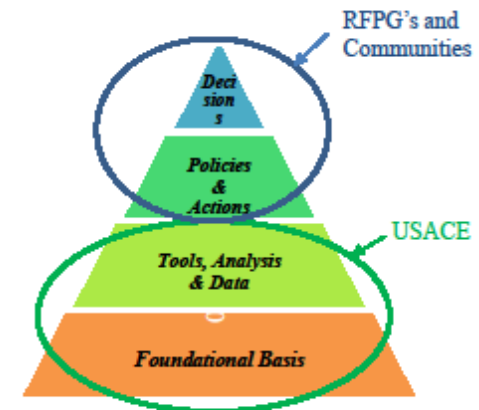 RFPG’s and
Communities
Deci
sion
s
Policies
&
Actions
USACE
Tools, Analysis
& Data
Foundational Basis